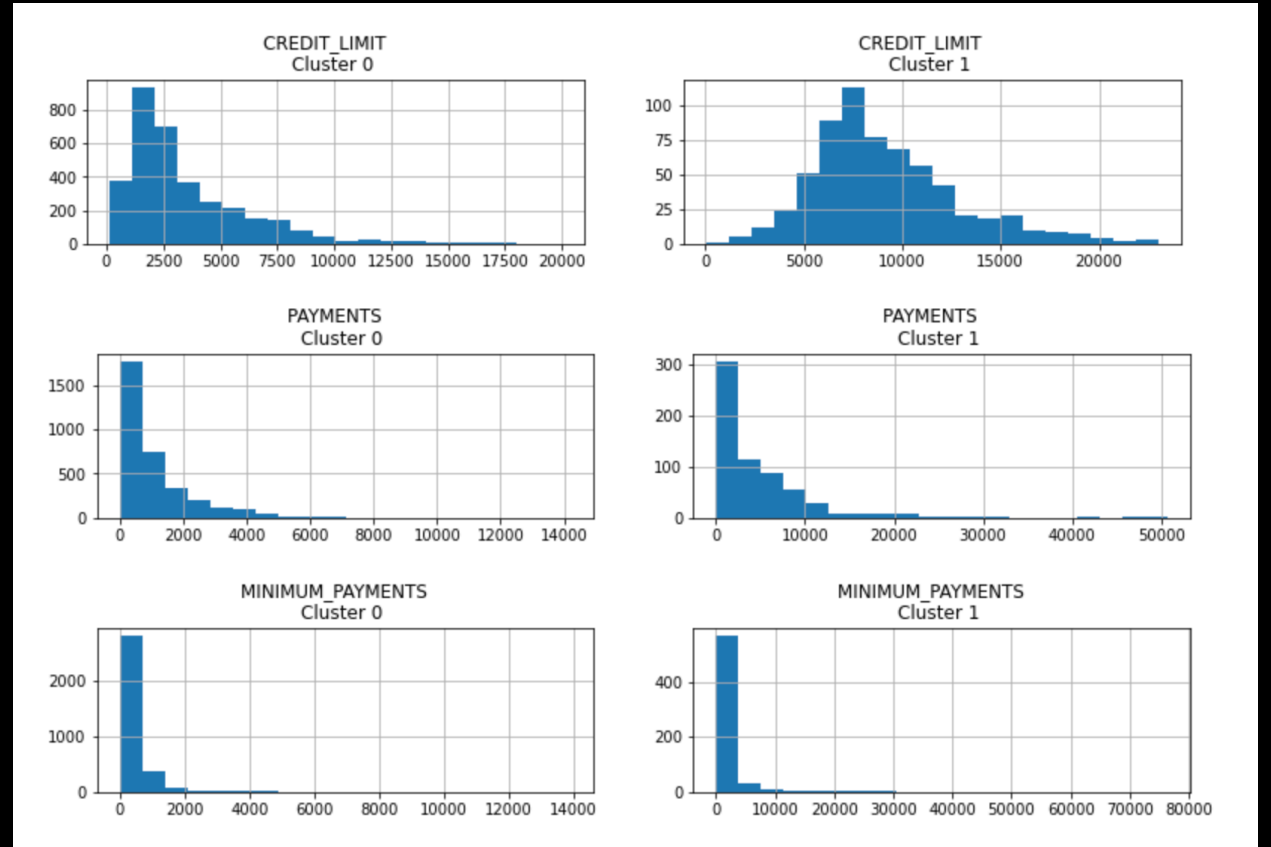 CREDIT_LIMIT
Cluster 0
800
600
400
200
0
0 2500 5000 7500 10000 12500 15000 17500 20000
CREDIT_LIMIT
Cluster 1
100
75
50
25
0
0 5000 10000 15000 20000
PAYMENTS
Cluster 0
1500
1000
500
0
0 2000 4000 6000 8000 10000 12000 14000
PAYMENTS
Cluster 1
300
200
100
0
0 10000 20000 30000 40000 50000
MINIMUM_PAYMENTS
Cluster 0
2000
1000
0
0 2000 4000 6000 8000 10000 12000 14000
MINIMUM_PAYMENTS
Cluster 1
400
200
0
0 10000 20000 30000 40000 50000 60000 70000 80000